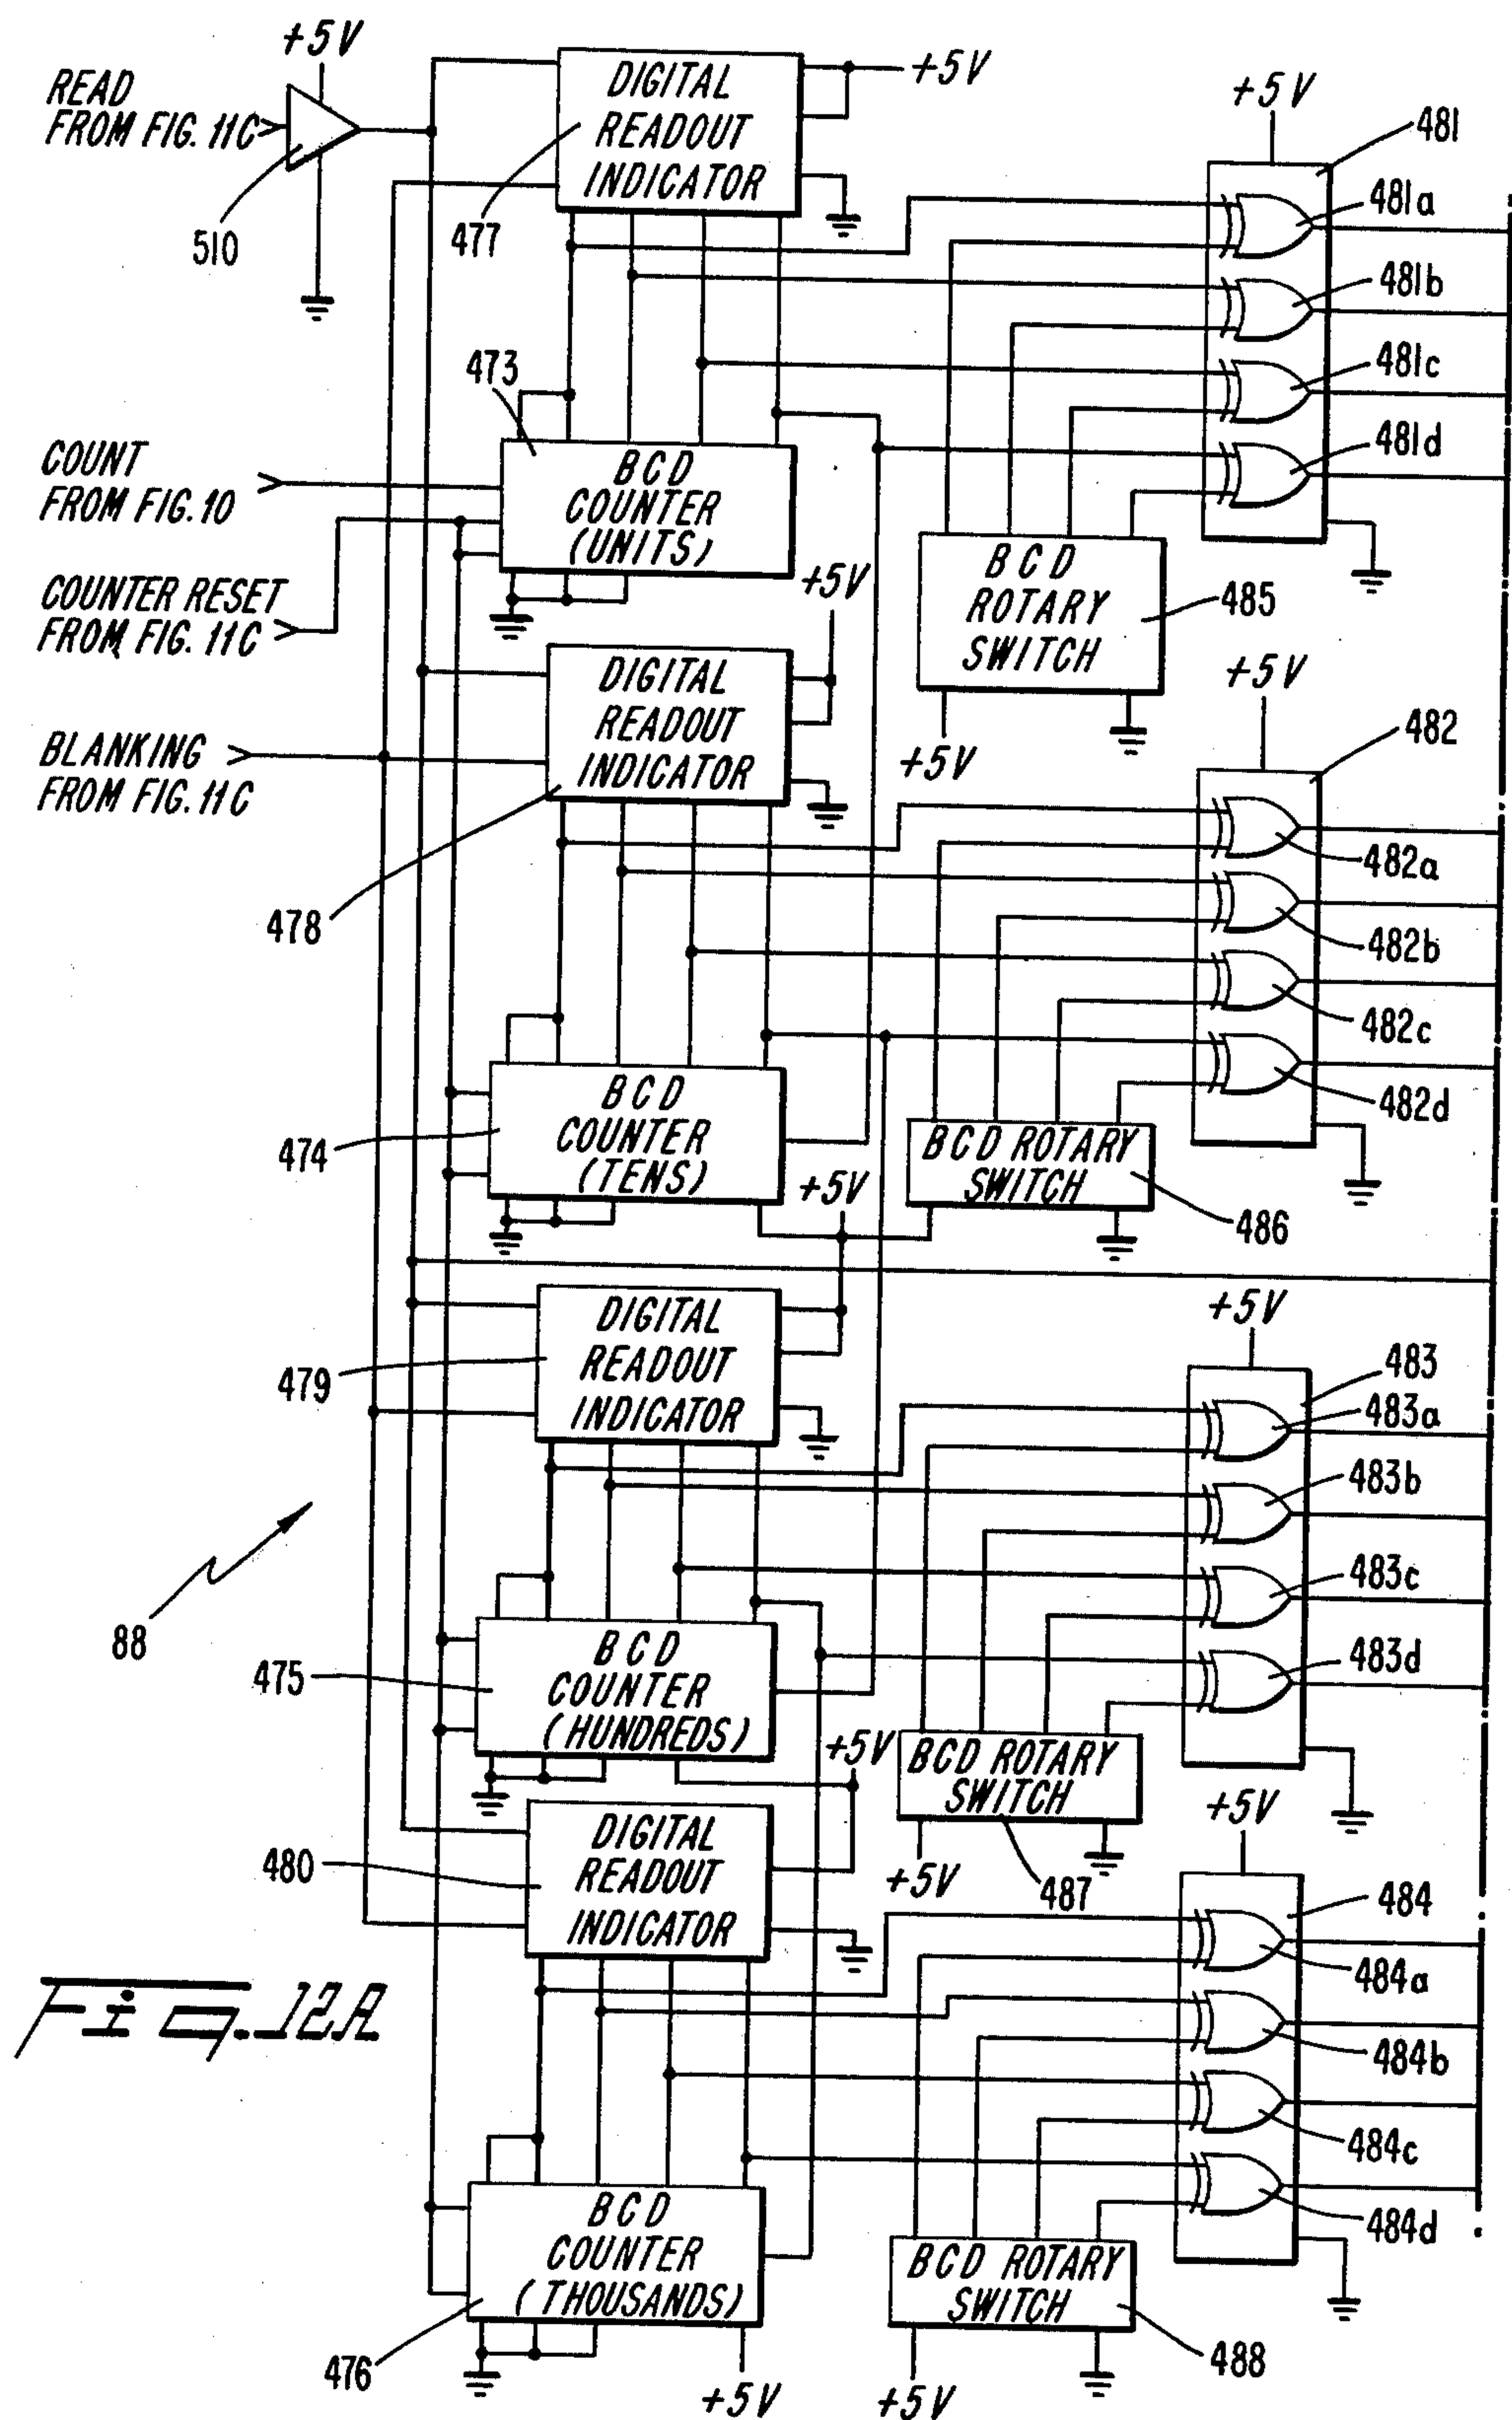 +5V
READ
FROM FIG. 11C
510
DIGITAL
READOUT
INDICATOR
477
+5V
+5V
481
481a
481b
481c
481d
473
COUNT
FROM FIG. 10
BCD
COUNTER
(UNITS)
COUNTER RESET
FROM FIG. 11C
+5V
BCD
ROTARY
SWITCH
485
+5V
BLANKING
FROM FIG. 11C
DIGITAL
READOUT
INDICATOR
478
+5V
482
482a
482b
482c
482d
474
BCD
COUNTER
(TENS)
+5V
BCD ROTARY
SWITCH
486
DIGITAL
READOUT
INDICATOR
479
+5V
483
483a
483b
483c
483d
88
475
BCD
COUNTER
(HUNDREDS)
+5V
BCD ROTARY
SWITCH
+5V
487
+5V
480
DIGITAL
READOUT
INDICATOR
484
484a
484b
484c
484d
Fig. 12A
BCD
COUNTER
(THOUSANDS)
476
+5V
BCD ROTARY
SWITCH
488
+5V